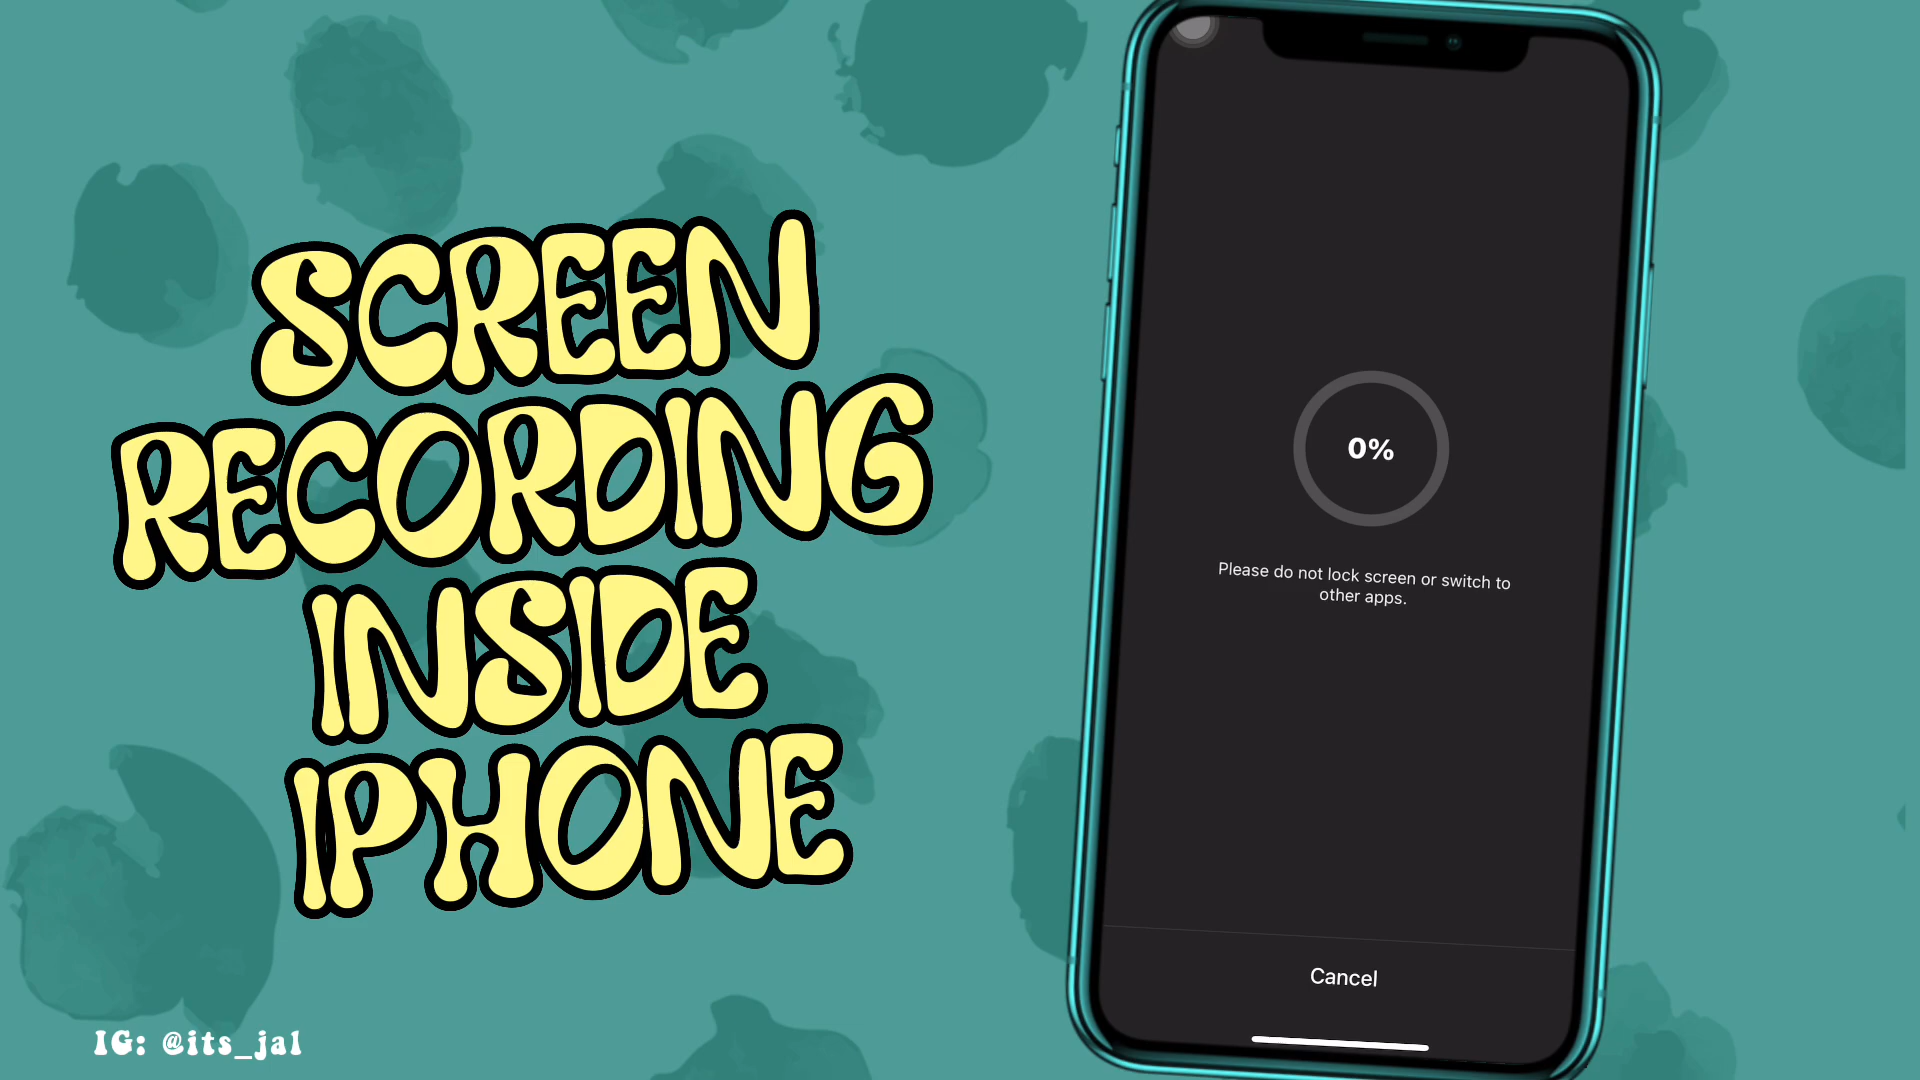 SCREEN
RECORDING
INSIDE
IPHONE
IG: @its_jal
0%
Please do not lock screen or switch to
other apps.
Cancel